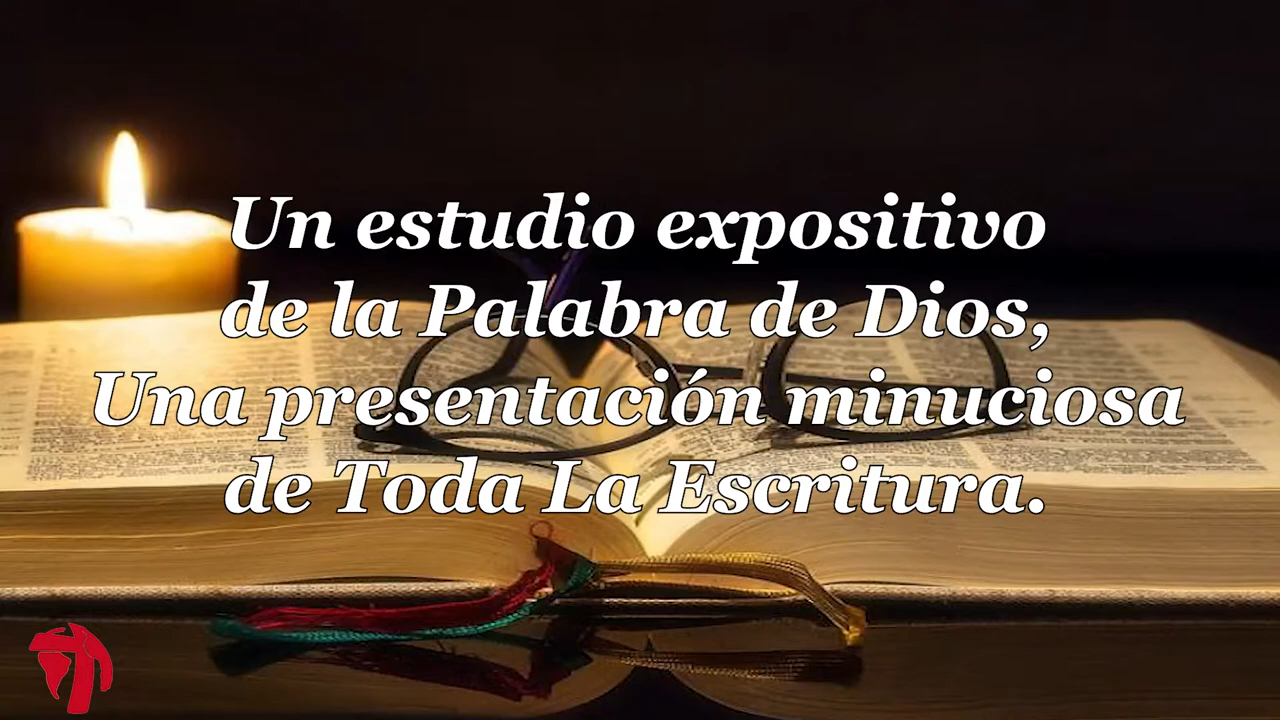 Un estudio expositivo
de la Palabra de Dios,
Una presentación minuciosa
de Toda La Escritura.